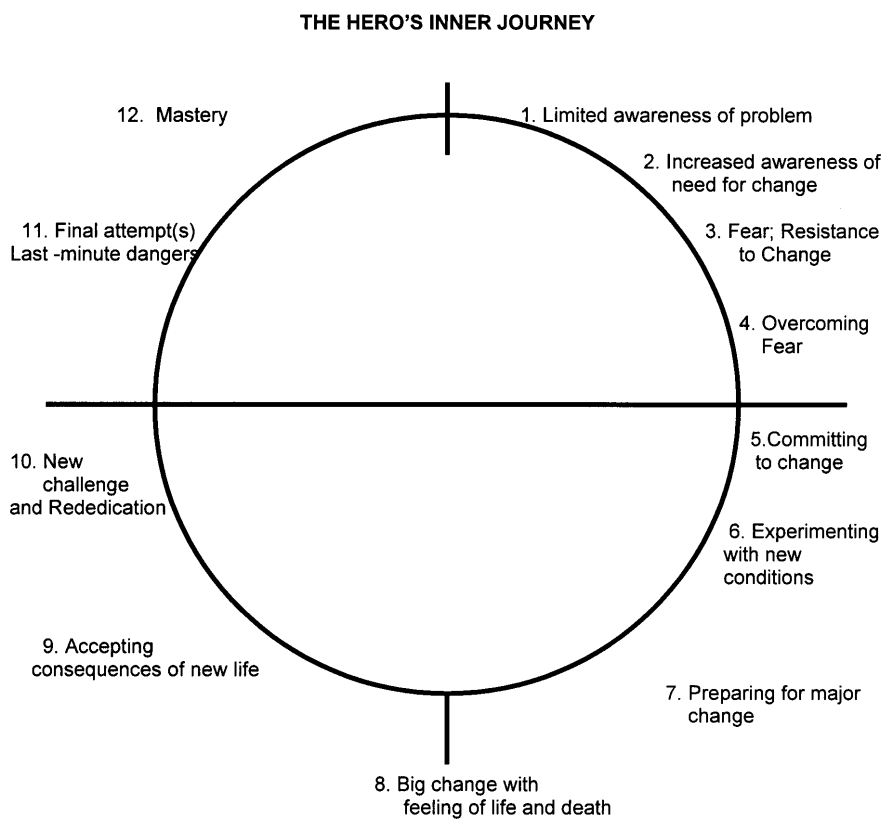 THE HERO'S INNER JOURNEY
12. Mastery
1. Limited awareness of problem
2. Increased awareness of
need for change
3. Fear; Resistance
to Change
4. Overcoming
Fear
5.Committing
to change
6. Experimenting
with new
conditions
7. Preparing for major
change
8. Big change with
feeling of life and death
9. Accepting
consequences of new life
10. New
challenge
and Rededication
11. Final attempt(s)
Last -minute dangers